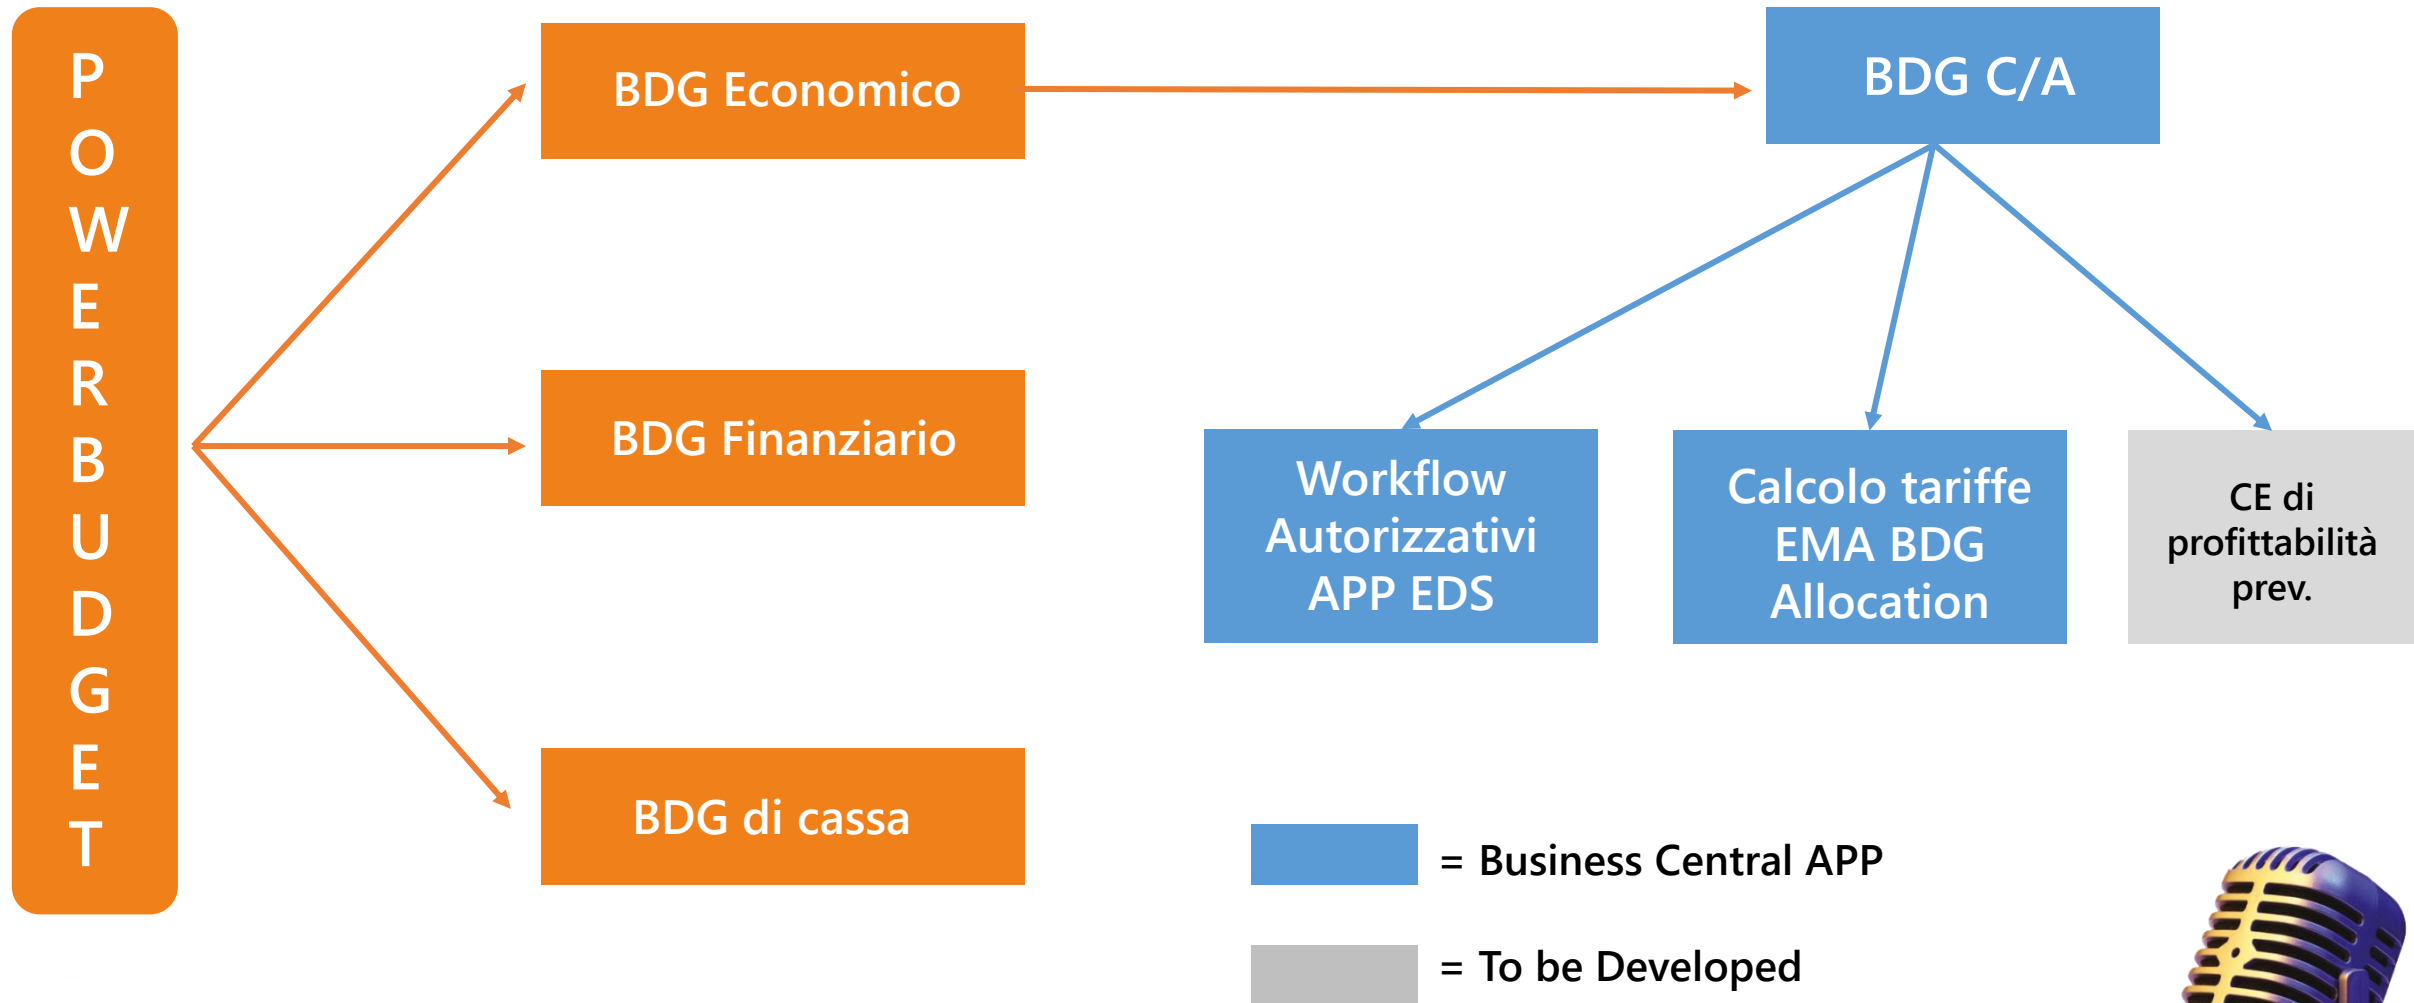 P
O
W
E
R
B
U
D
G
E
T
BDG Economico
BDG Finanziario
BDG di cassa
BDG C/A
Workflow
Autorizzativi
APP EDS
Calcolo tariffe
EMA BDG
Allocation
CE di
profittabilità
prev.
= Business Central APP
= To be Developed